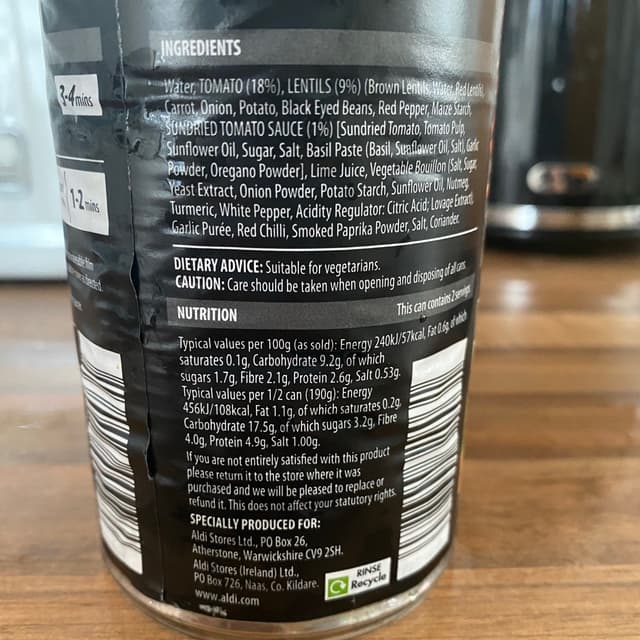 INGREDIENTS
Water, TOMATO (18%), LENTILS (9%) (Brown Lentils, Water, Red Lentils),
Carrot, Onion, Potato, Black Eyed Beans, Red Pepper, Maize Starch,
SUNDRIED TOMATO SAUCE (1%) [Sundried Tomato, Tomato Pulp,
Sunflower Oil, Sugar, Salt, Basil Paste (Basil, Sunflower Oil, Salt), Garlic
Powder, Oregano Powder], Lime Juice, Vegetable Bouillon (Salt, Sugar,
Yeast Extract, Onion Powder, Potato Starch, Sunflower Oil, Nutmeg,
Turmeric, White Pepper, Acidity Regulator: Citric Acid; Lovage Extract),
Garlic Purée, Red Chilli, Smoked Paprika Powder, Salt, Coriander.
DIETARY ADVICE: Suitable for vegetarians.
CAUTION: Care should be taken when opening and disposing of all cans.
NUTRITION
This can contains 2 servings
Typical values per 100g (as sold): Energy 240kJ/57kcal, Fat 0.6g, of which
saturates 0.1g, Carbohydrate 9.2g, of which
sugars 1.7g, Fibre 2.1g, Protein 2.6g, Salt 0.53g.
Typical values per 1/2 can (190g): Energy
456kJ/108kcal, Fat 1.1g, of which saturates 0.2g,
Carbohydrate 17.5g, of which sugars 3.2g, Fibre
4.0g, Protein 4.9g, Salt 1.00g.
If you are not entirely satisfied with this product
please return it to the store where it was
purchased and we will be pleased to replace or
refund it. This does not affect your statutory rights.
SPECIALLY PRODUCED FOR:
Aldi Stores Ltd., PO Box 26,
Atherstone, Warwickshire CV9 2SH.
Aldi Stores (Ireland) Ltd.,
PO Box 726, Naas, Co. Kildare.
www.aldi.com
RINSE
Recycle
3-4 mins
1-2 mins